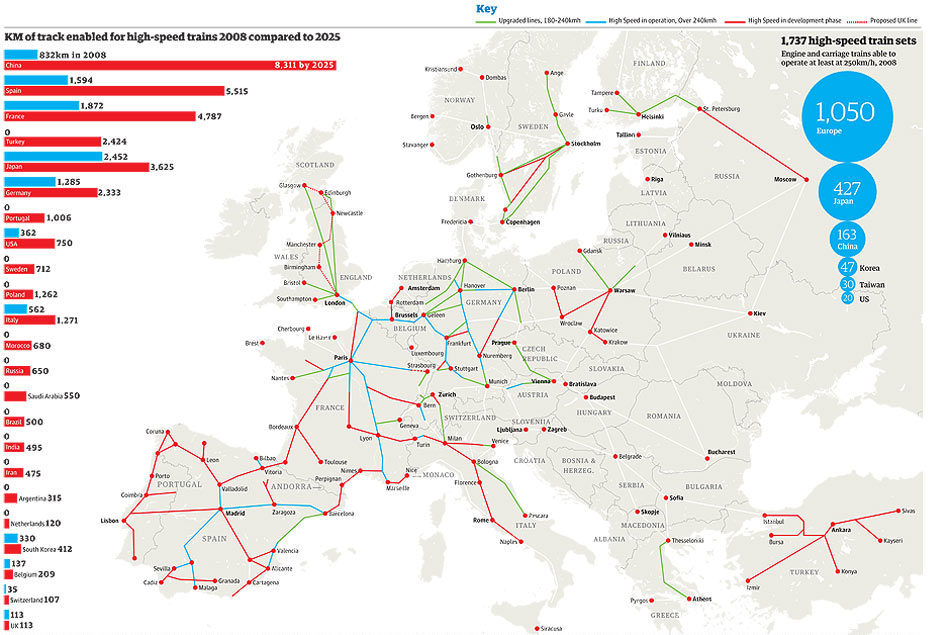 Key
Upgraded lines, 180-240kmh
High Speed in operation, Over 240kmh
High Speed in development phase
Proposed UK line
KM of track enabled for high-speed trains 2008 compared to 2025
832km in 2008
China 8,311 by 2025
1,594
Spain 5,515
1,872
France 4,787
0
Turkey 2,424
2,452
Japan 3,625
1,285
Germany 2,333
0
Portugal 1,006
362
USA 750
0
Sweden 712
0
Poland 1,262
562
Italy 1,271
0
Morocco 680
0
Russia 650
0
Saudi Arabia 550
0
Brazil 500
0
India 495
0
Iran 475
0
Argentina 315
0
Netherlands 120
330
South Korea 412
137
Belgium 209
35
Switzerland 107
113
UK 113
1,737 high-speed train sets
Engine and carriage trains able to
operate at least at 250km/h, 2008
1,050
Europe
427
Japan
163
China
47 Korea
30 Taiwan
20 US
Kristiansund
Dombas
Ange
FINLAND
Tampere
NORWAY
Turku
Helsinki
St. Petersburg
Bergen
Oslo
SWEDEN
Gavle
Tallinn
Stavanger
Stockholm
ESTONIA
SCOTLAND
Glasgow
Edinburgh
Gothenburg
Riga
RUSSIA
Moscow
LATVIA
DENMARK
Newcastle
Fredericia
Copenhagen
LITHUANIA
Vilnius
RUSSIA
Minsk
Manchester
WALES
Birmingham
Gdansk
Hamburg
POLAND
BELARUS
ENGLAND
NETHERLANDS
Bristol
Amsterdam
Hanover
Berlin
Poznan
Warsaw
Southampton
London
Rotterdam
GERMANY
Brussels
Geleen
Kiev
BELGIUM
Wroclaw
Katowice
UKRAINE
Cherbourg
Le Havre
Brest
Frankfurt
Prague
Krakow
Paris
Luxembourg
Nuremberg
CZECH
REPUBLIC
Strasbourg
Stuttgart
SLOVAKIA
Nantes
Munich
Vienna
Bratislava
MOLDOVA
AUSTRIA
Budapest
Zurich
FRANCE
Bern
SWITZERLAND
HUNGARY
ROMANIA
Geneva
SLOVENIA
Coruna
Bordeaux
Lyon
Turin
Milan
Venice
Ljubljana
Zagreb
Leon
Bilbao
Vitoria
Toulouse
Nimes
Nice
MONACO
Bologna
CROATIA
BOSNIA &
HERZEG.
Belgrade
Bucharest
Porto
PORTUGAL
Valladolid
ANDORRA
Perpignan
Marseille
Florence
SERBIA
BULGARIA
Coimbra
Sofia
Lisbon
Madrid
Zaragoza
Barcelona
Rome
Pescara
ITALY
Skopje
MACEDONIA
Istanbul
Ankara
Sivas
SPAIN
Naples
ALBANIA
Thesseloniki
Bursa
Kayseri
Valencia
Sevilla
Alicante
TURKEY
Konya
Cadia
Granada
Malaga
Cartagena
Izmir
Pyrgos
Athens
GREECE
Siracusa